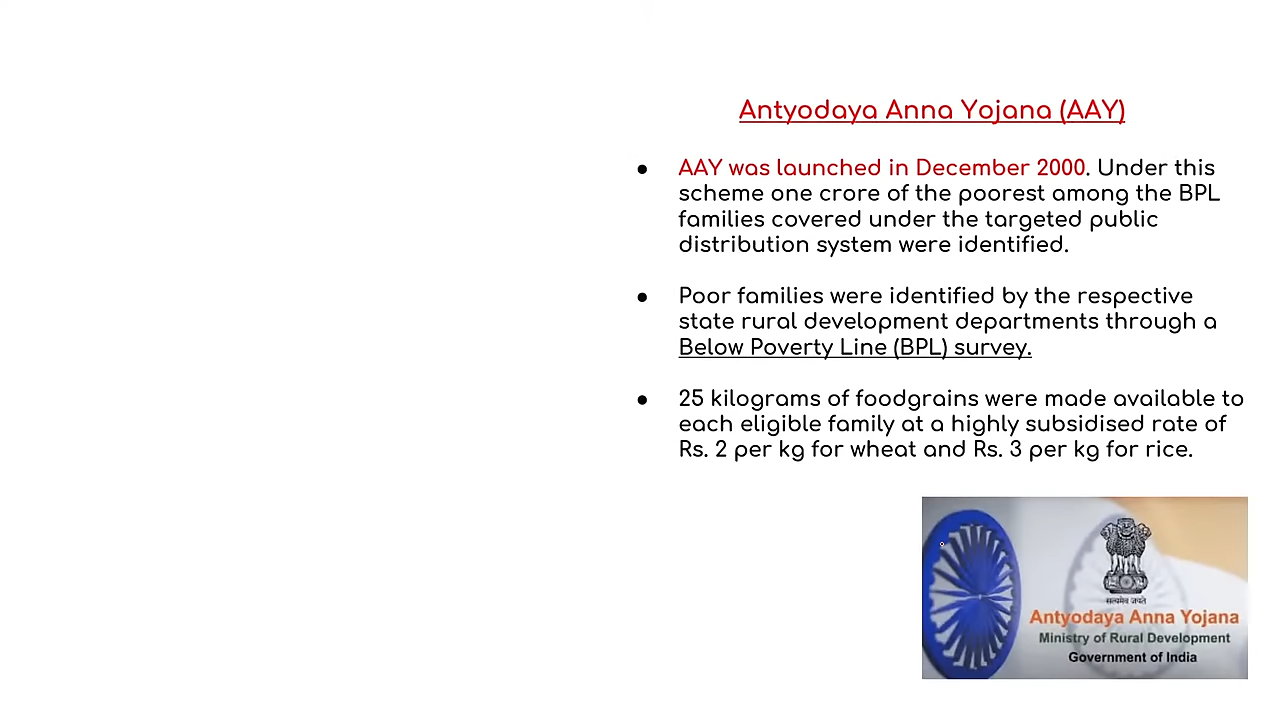 Antyodaya Anna Yojana (AAY)
● AAY was launched in December 2000. Under this
scheme one crore of the poorest among the BPL
families covered under the targeted public
distribution system were identified.
● Poor families were identified by the respective
state rural development departments through a
Below Poverty Line (BPL) survey.
● 25 kilograms of foodgrains were made available to
each eligible family at a highly subsidised rate of
Rs. 2 per kg for wheat and Rs. 3 per kg for rice.
सत्यमेव जयते
Antyodaya Anna Yojana
Ministry of Rural Development
Government of India